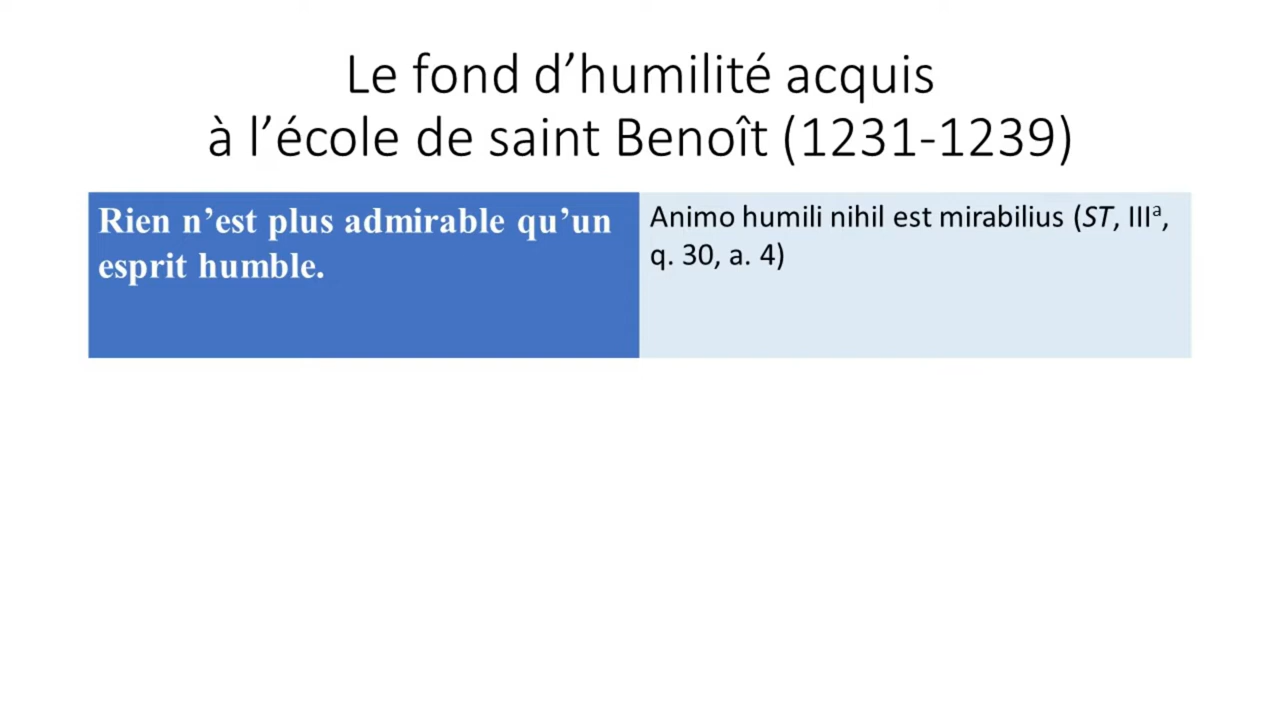 Le fond d’humilité acquis
à l’école de saint Benoît (1231-1239)
Rien n’est plus admirable qu’un
esprit humble.
Animo humili nihil est mirabilius (ST, IIIª,
q. 30, a. 4)